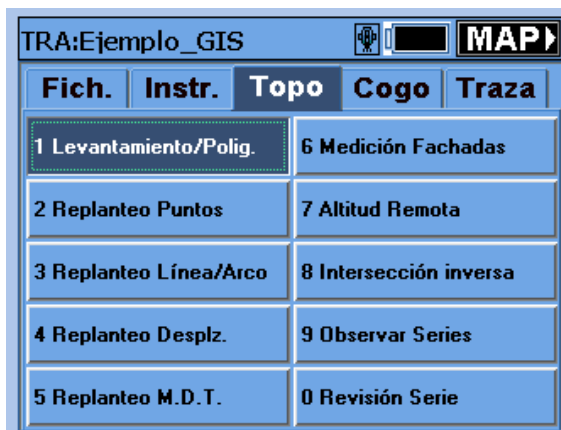 TRA:Ejemplo_GIS MAP
Fich. Instr. Topo Cogo Traza
1 Levantamiento/Polig. 6 Medición Fachadas
2 Replanteo Puntos 7 Altitud Remota
3 Replanteo Línea/Arco 8 Intersección inversa
4 Replanteo Desplz. 9 Observar Series
5 Replanteo M.D.T. 0 Revisión Serie